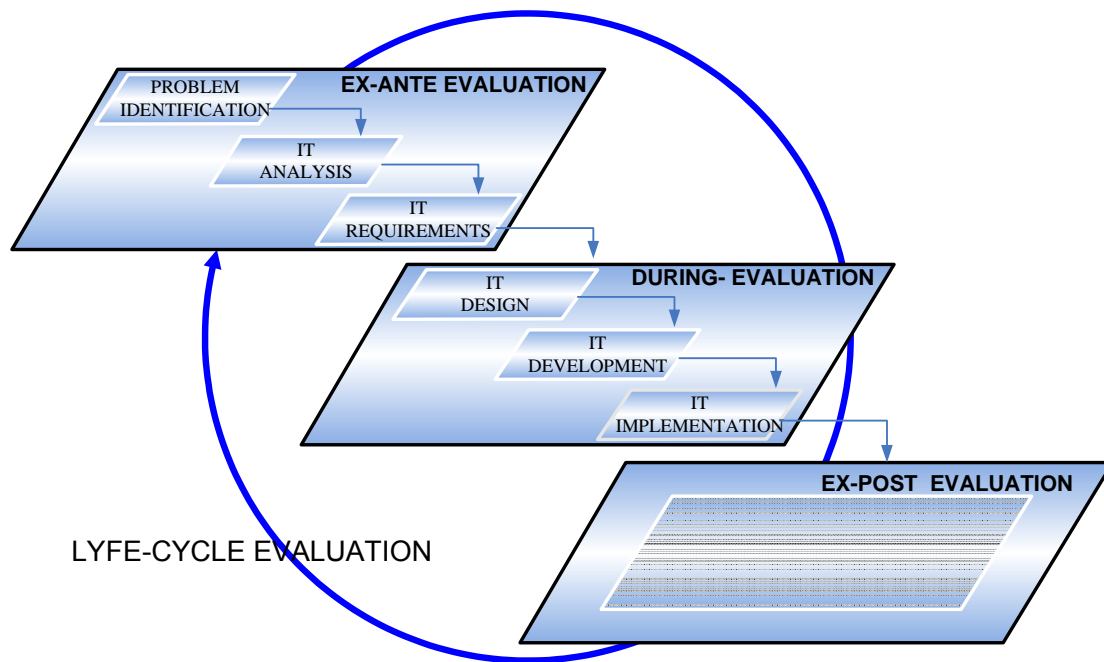 EX-ANTE EVALUATION
PROBLEM
IDENTIFICATION
IT
ANALYSIS
IT
REQUIREMENTS
DURING- EVALUATION
IT
DESIGN
IT
DEVELOPMENT
IT
IMPLEMENTATION
EX-POST EVALUATION
LYFE-CYCLE EVALUATION